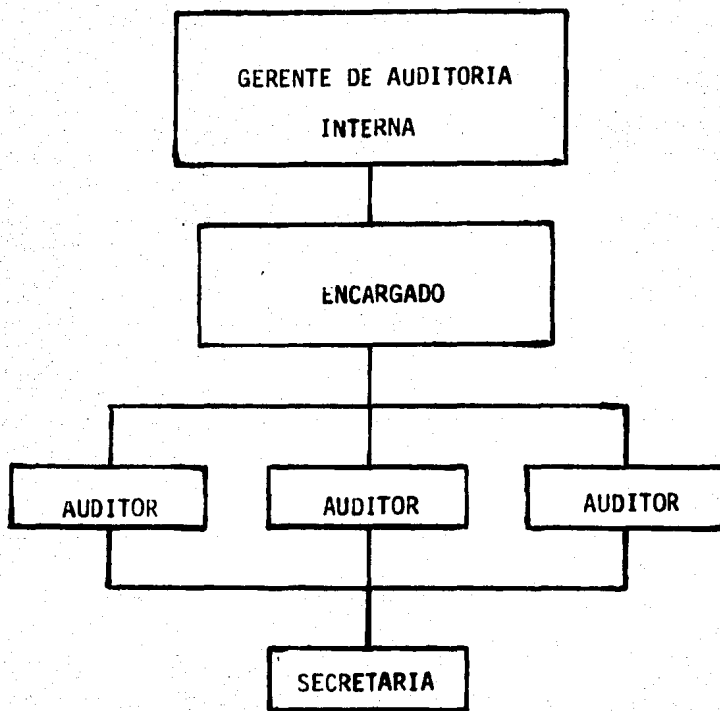 GERENTE DE AUDITORIA
INTERNA
ENCARGADO
AUDITOR AUDITOR AUDITOR
SECRETARIA